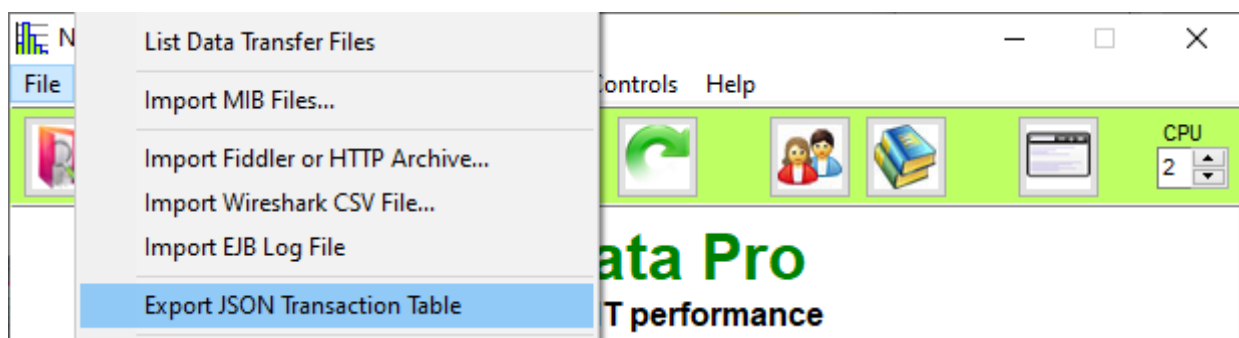 N
List Data Transfer Files
File
Controls
Help
Import MIB Files...
Import Fiddler or HTTP Archive...
Import Wireshark CSV File...
Import EJB Log File
CPU
2
ata Pro
Export JSON Transaction Table
IT performance